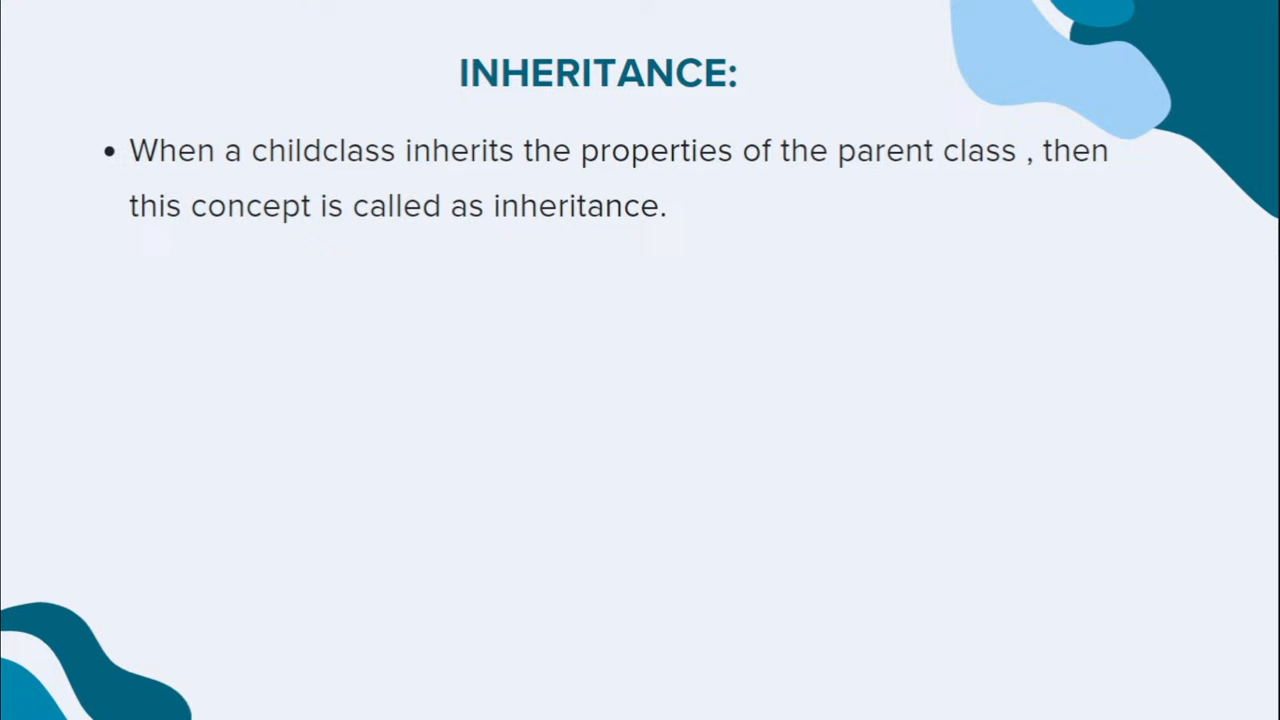 INHERITANCE:
• When a childclass inherits the properties of the parent class , then
this concept is called as inheritance.